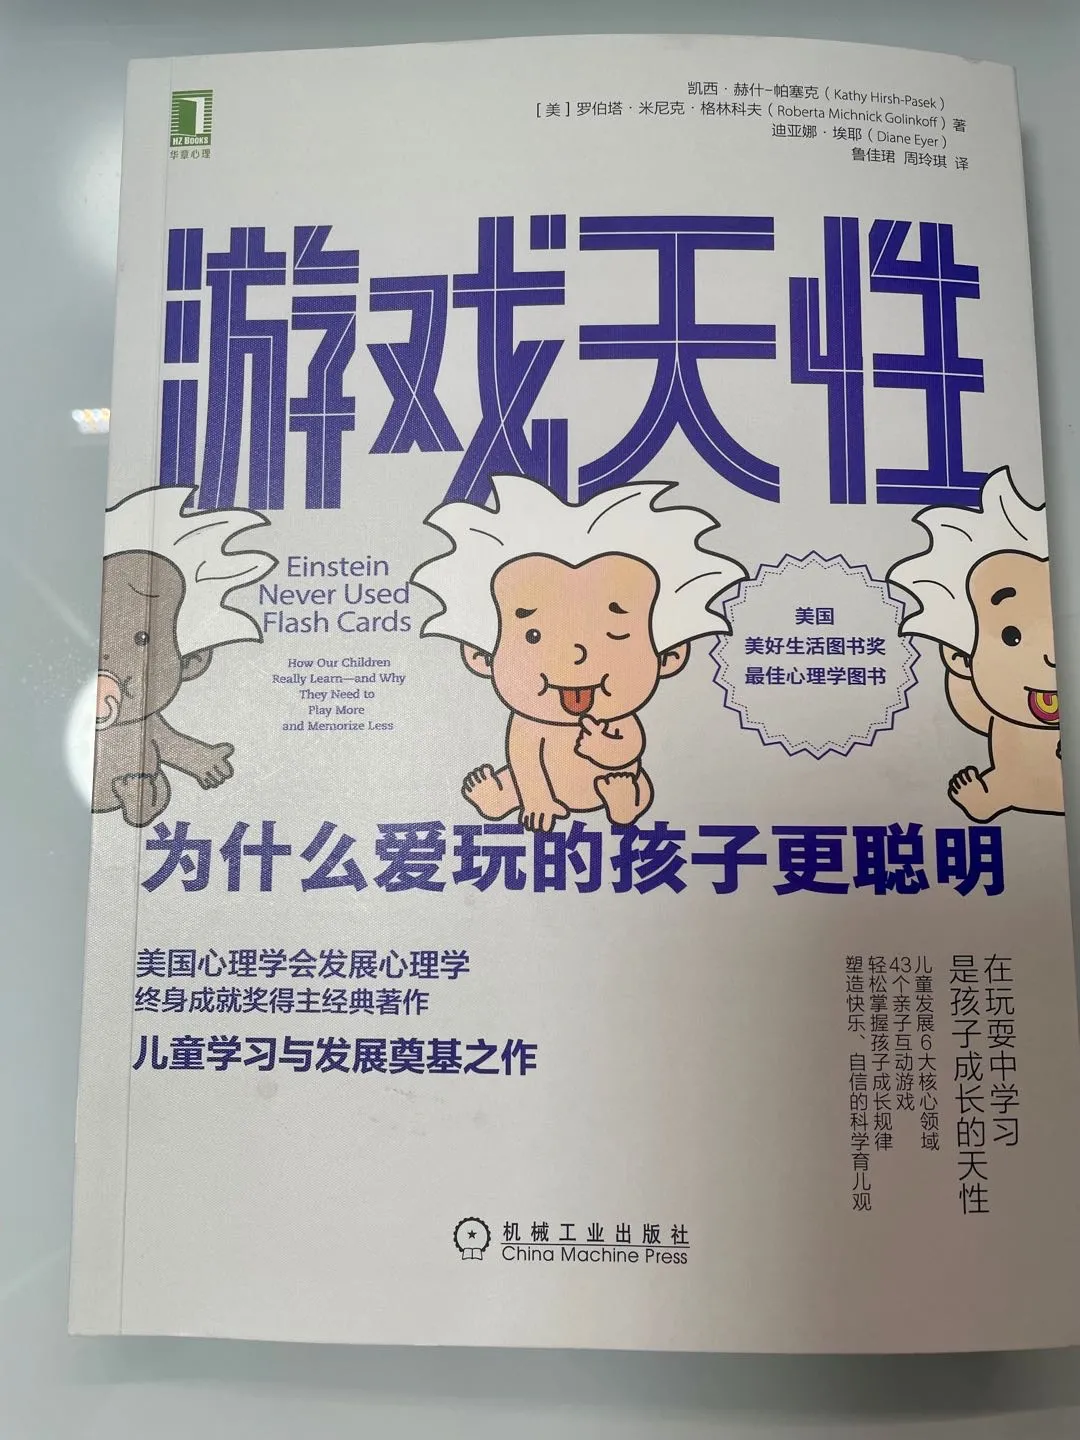 凯西·赫什-帕塞克（Kathy Hirsh-Pasek）
[美] 罗伯塔·米尼克·格林科夫（Roberta Michnick Golinkoff） 著
迪亚娜·埃耶（Diane Eyer）
鲁佳珺 周玲琪 译
HZ BOOKS
华章心理
游戏天性
Einstein
Never Used
Flash Cards
How Our Children
Really Learn—and Why
They Need to
Play More
and Memorize Less
美国
美好生活图书奖
最佳心理学图书
为什么爱玩的孩子更聪明
美国心理学会发展心理学
终身成就奖得主经典著作
儿童学习与发展奠基之作
在玩耍中学习
是孩子成长的天性
儿童发展6大核心领域
43个亲子互动游戏
轻松掌握孩子成长规律
塑造快乐、自信的科学育儿观
机械工业出版社
China Machine Press